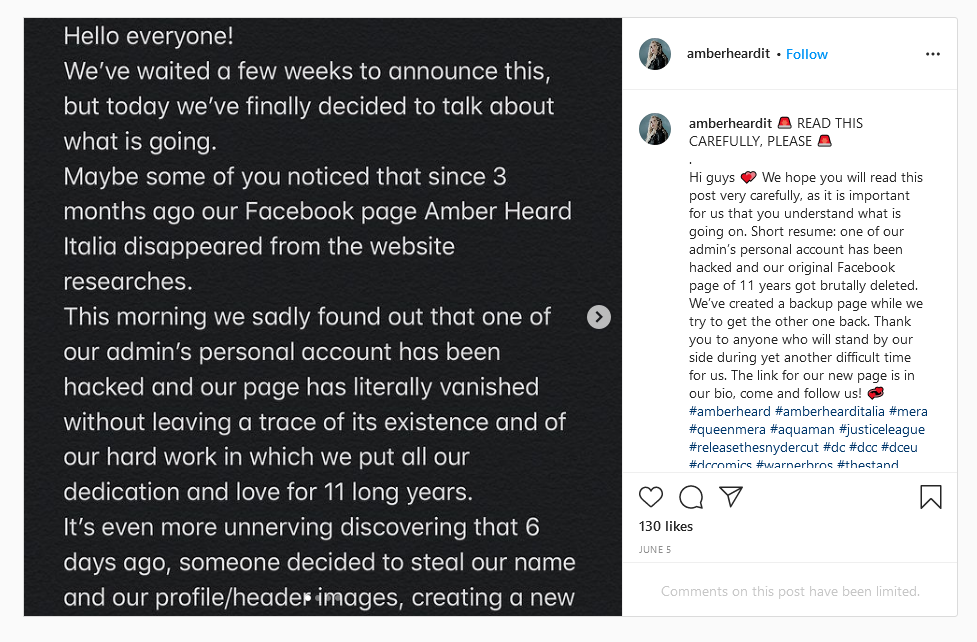 Hello everyone!
We've waited a few weeks to announce this,
but today we've finally decided to talk about
what is going.
Maybe some of you noticed that since 3
months ago our Facebook page Amber Heard
Italia disappeared from the website
researches.
This morning we sadly found out that one of
our admin's personal account has been
hacked and our page has literally vanished
without leaving a trace of its existence and of
our hard work in which we put all our
dedication and love for 11 long years.
It's even more unnerving discovering that 6
days ago, someone decided to steal our name
and our profile/header images, creating a new
amberheardit • Follow
amberheardit 🚨 READ THIS
CAREFULLY, PLEASE 🚨
.
Hi guys 💕 We hope you will read this
post very carefully, as it is important
for us that you understand what is
going on. Short resume: one of our
admin's personal account has been
hacked and our original Facebook
page of 11 years got brutally deleted.
We've created a backup page while we
try to get the other one back. Thank
you to anyone who will stand by our
side during yet another difficult time
for us. The link for our new page is in
our bio, come and follow us! 💞
#amberheard #amberhearditalia #mera
#queenmera #aquaman #justiceleague
#releasethesnydercut #dc #dcc #dceu
#dccomics #warnerbros #thestand
130 likes
JUNE 5
Comments on this post have been limited.